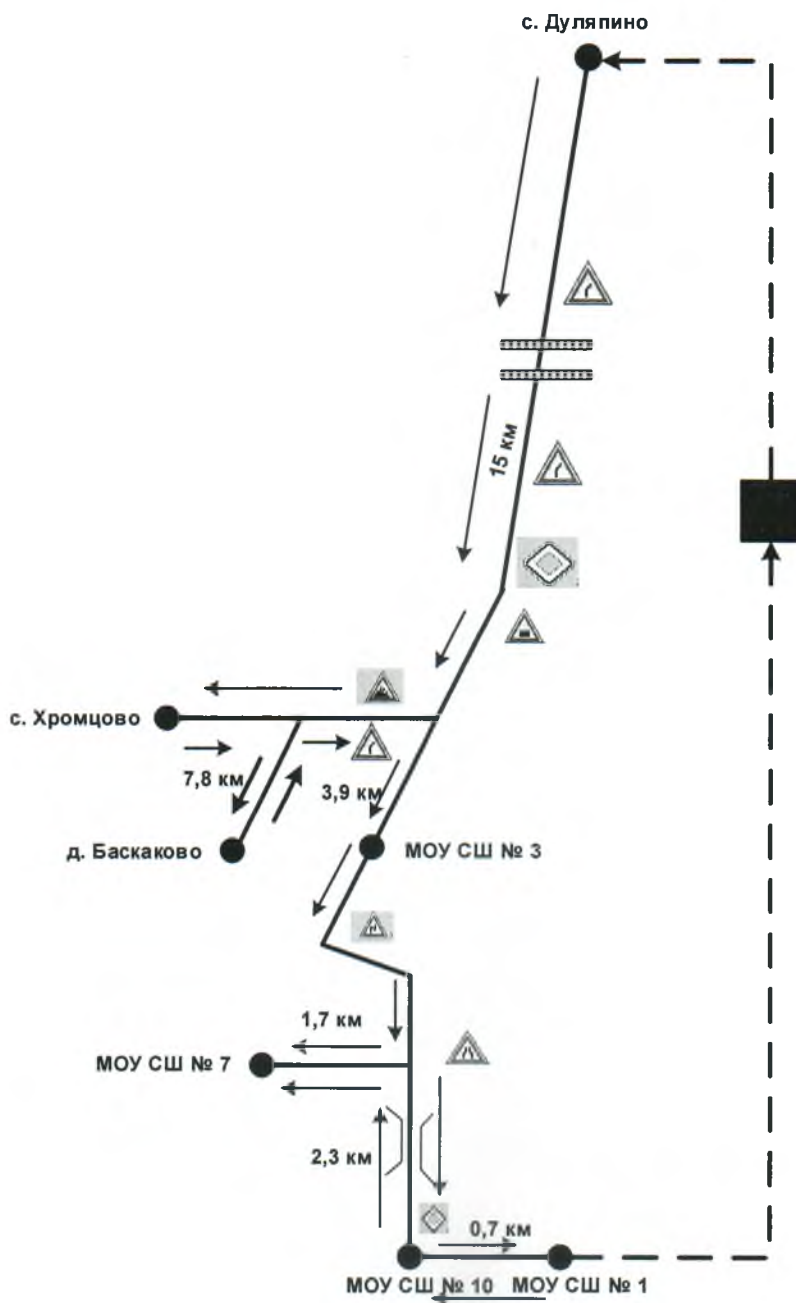 с. Дуляпино
15 км
с. Хромцово
7,8 км
3,9 км
д. Баскаково
МОУ СШ № 3
1,7 км
МОУ СШ № 7
2,3 км
0,7 км
МОУ СШ № 10
МОУ СШ № 1